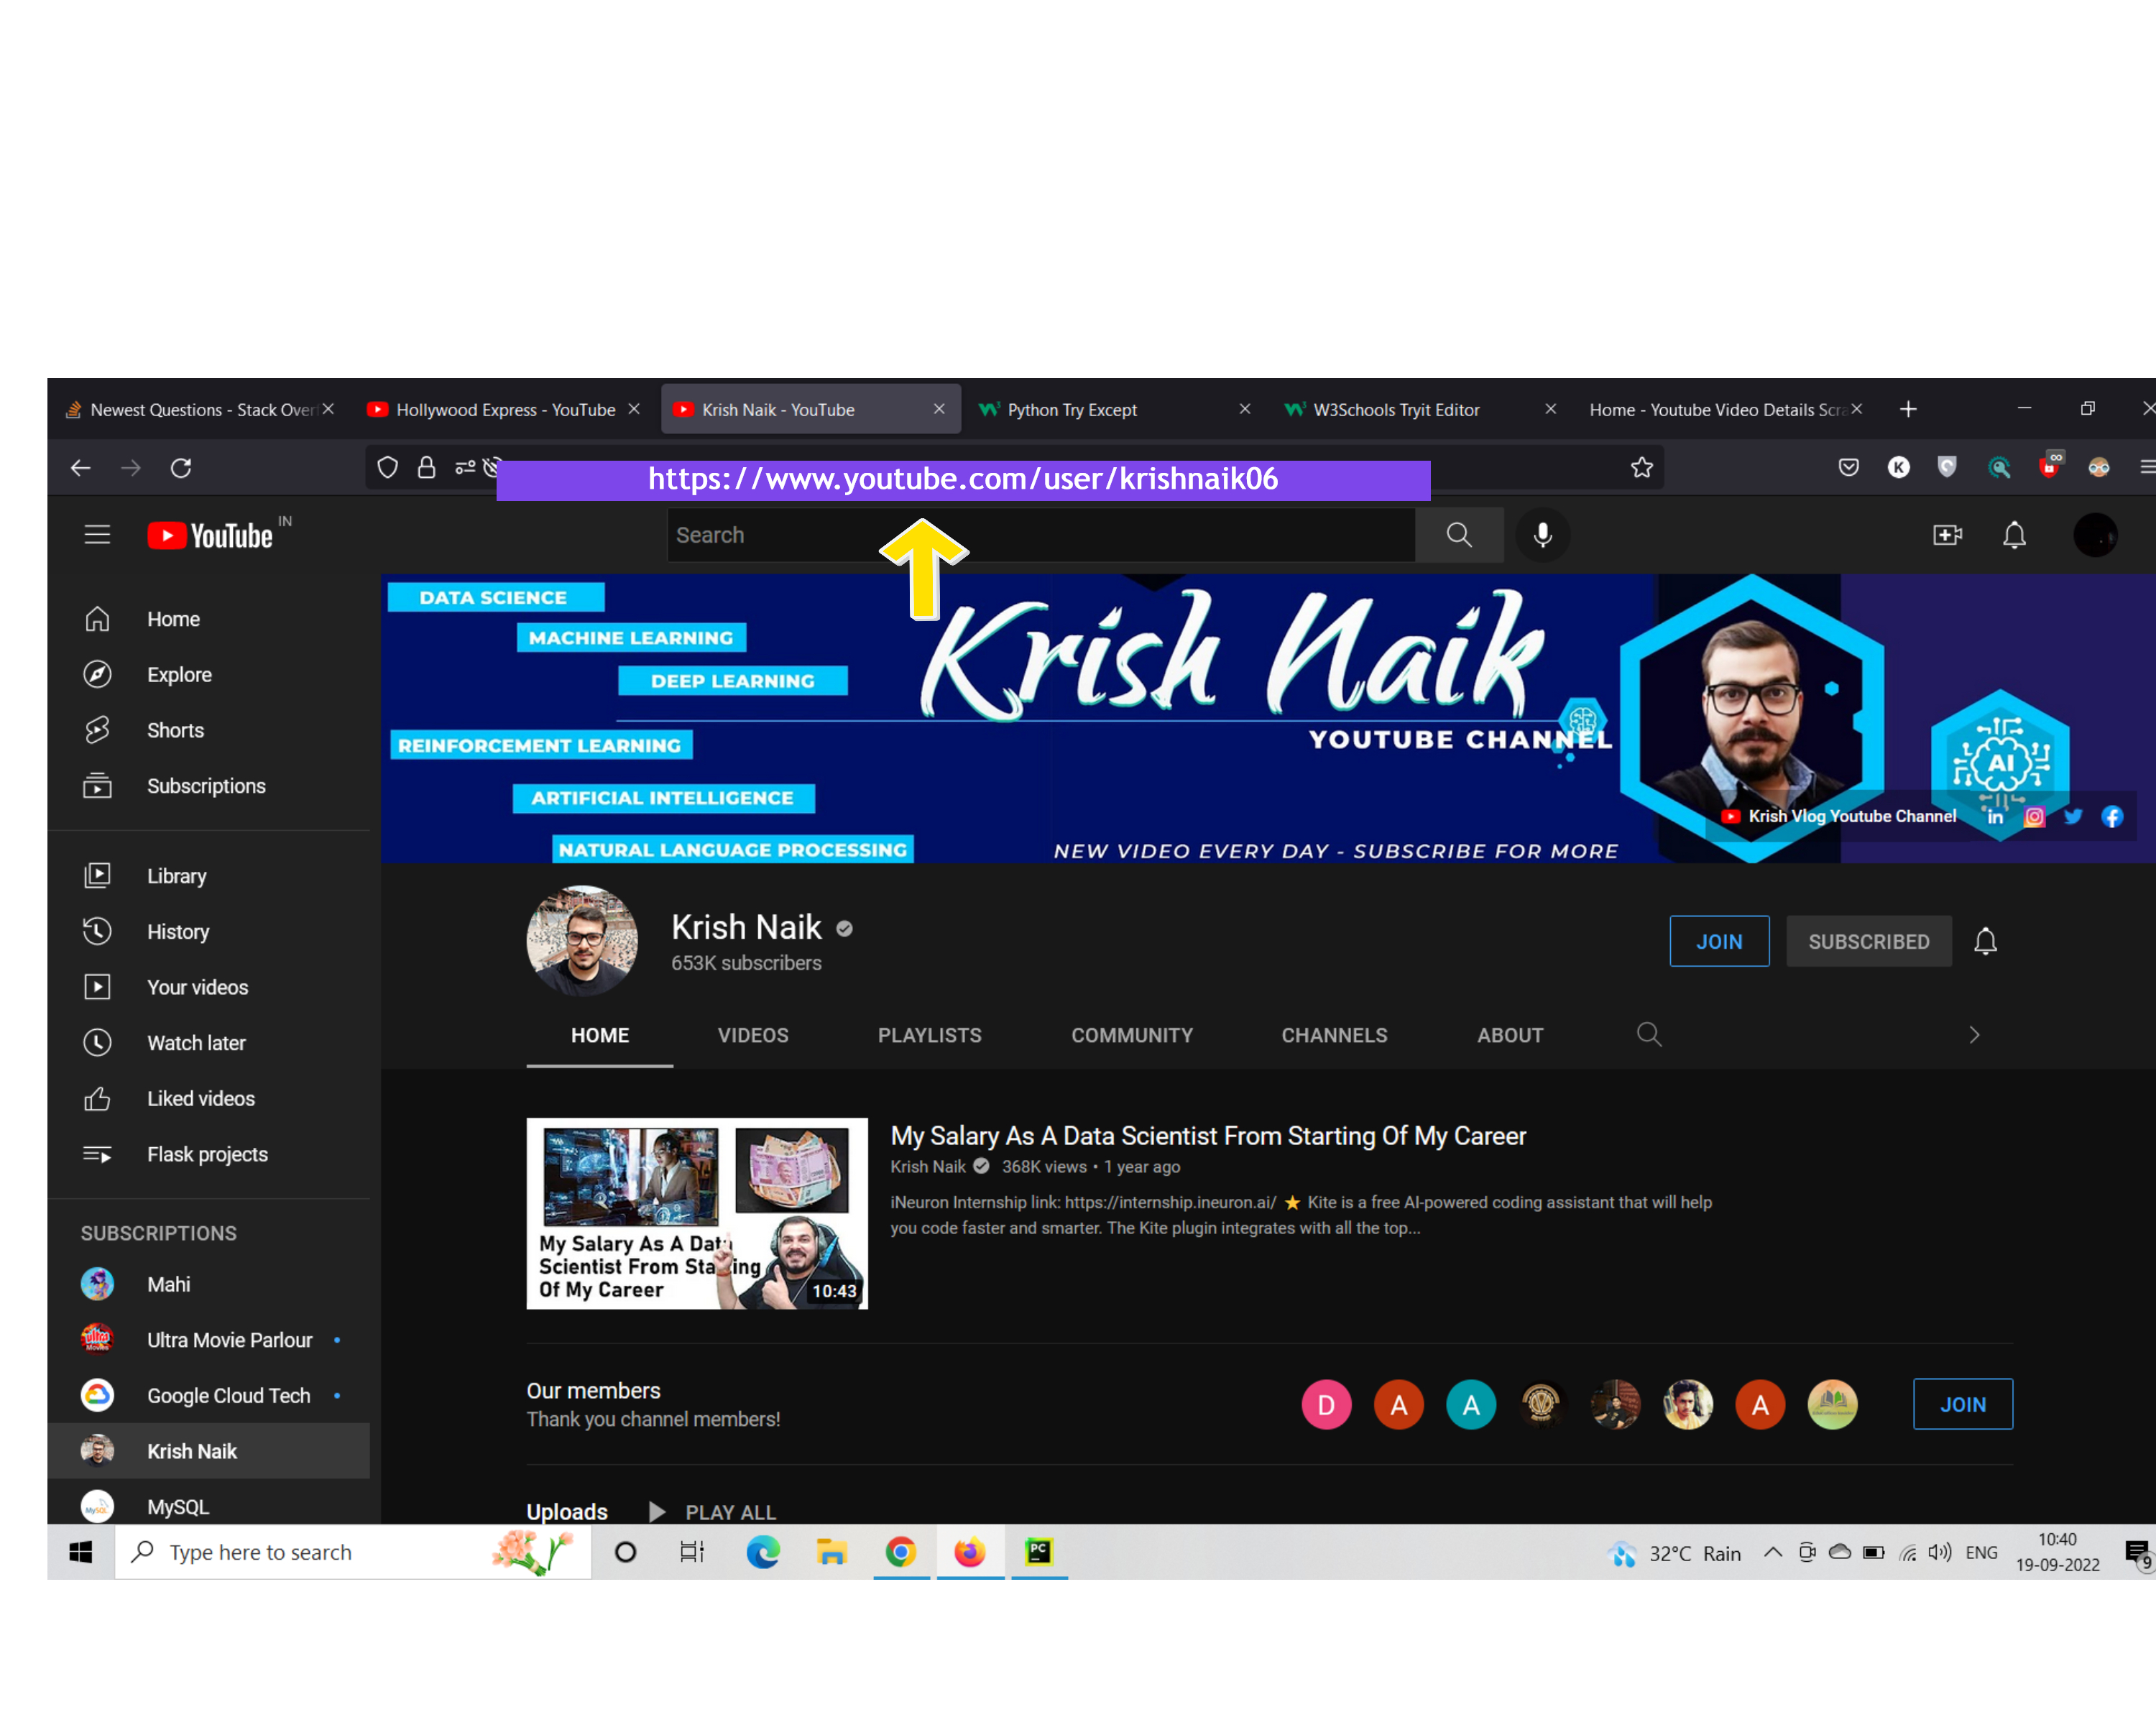 Newest Questions - Stack Overf
Hollywood Express - YouTube
Krish Naik - YouTube
Python Try Except
W3Schools Tryit Editor
Home - Youtube Video Details Scra
https://www.youtube.com/user/krishnaik06
K
YouTube IN
Search
Home
Explore
Shorts
Subscriptions
Library
History
Your videos
Watch later
Liked videos
Flask projects
SUBSCRIPTIONS
Mahi
Ultra Movie Parlour
Google Cloud Tech
Krish Naik
MySQL
DATA SCIENCE
MACHINE LEARNING
DEEP LEARNING
REINFORCEMENT LEARNING
ARTIFICIAL INTELLIGENCE
NATURAL LANGUAGE PROCESSING
Krish Naik
YOUTUBE CHANNEL
NEW VIDEO EVERY DAY - SUBSCRIBE FOR MORE
AI
Krish Vlog Youtube Channel
in
Krish Naik
653K subscribers
JOIN
SUBSCRIBED
HOME
VIDEOS
PLAYLISTS
COMMUNITY
CHANNELS
ABOUT
My Salary As A Data
Scientist From Starting
Of My Career
10:43
My Salary As A Data Scientist From Starting Of My Career
Krish Naik 368K views • 1 year ago
iNeuron Internship link: https://internship.ineuron.ai/ ⭐ Kite is a free AI-powered coding assistant that will help
you code faster and smarter. The Kite plugin integrates with all the top...
Our members
Thank you channel members!
D
A
A
A
JOIN
Uploads
PLAY ALL
Type here to search
PC
32°C Rain
ENG
10:40
19-09-2022
9